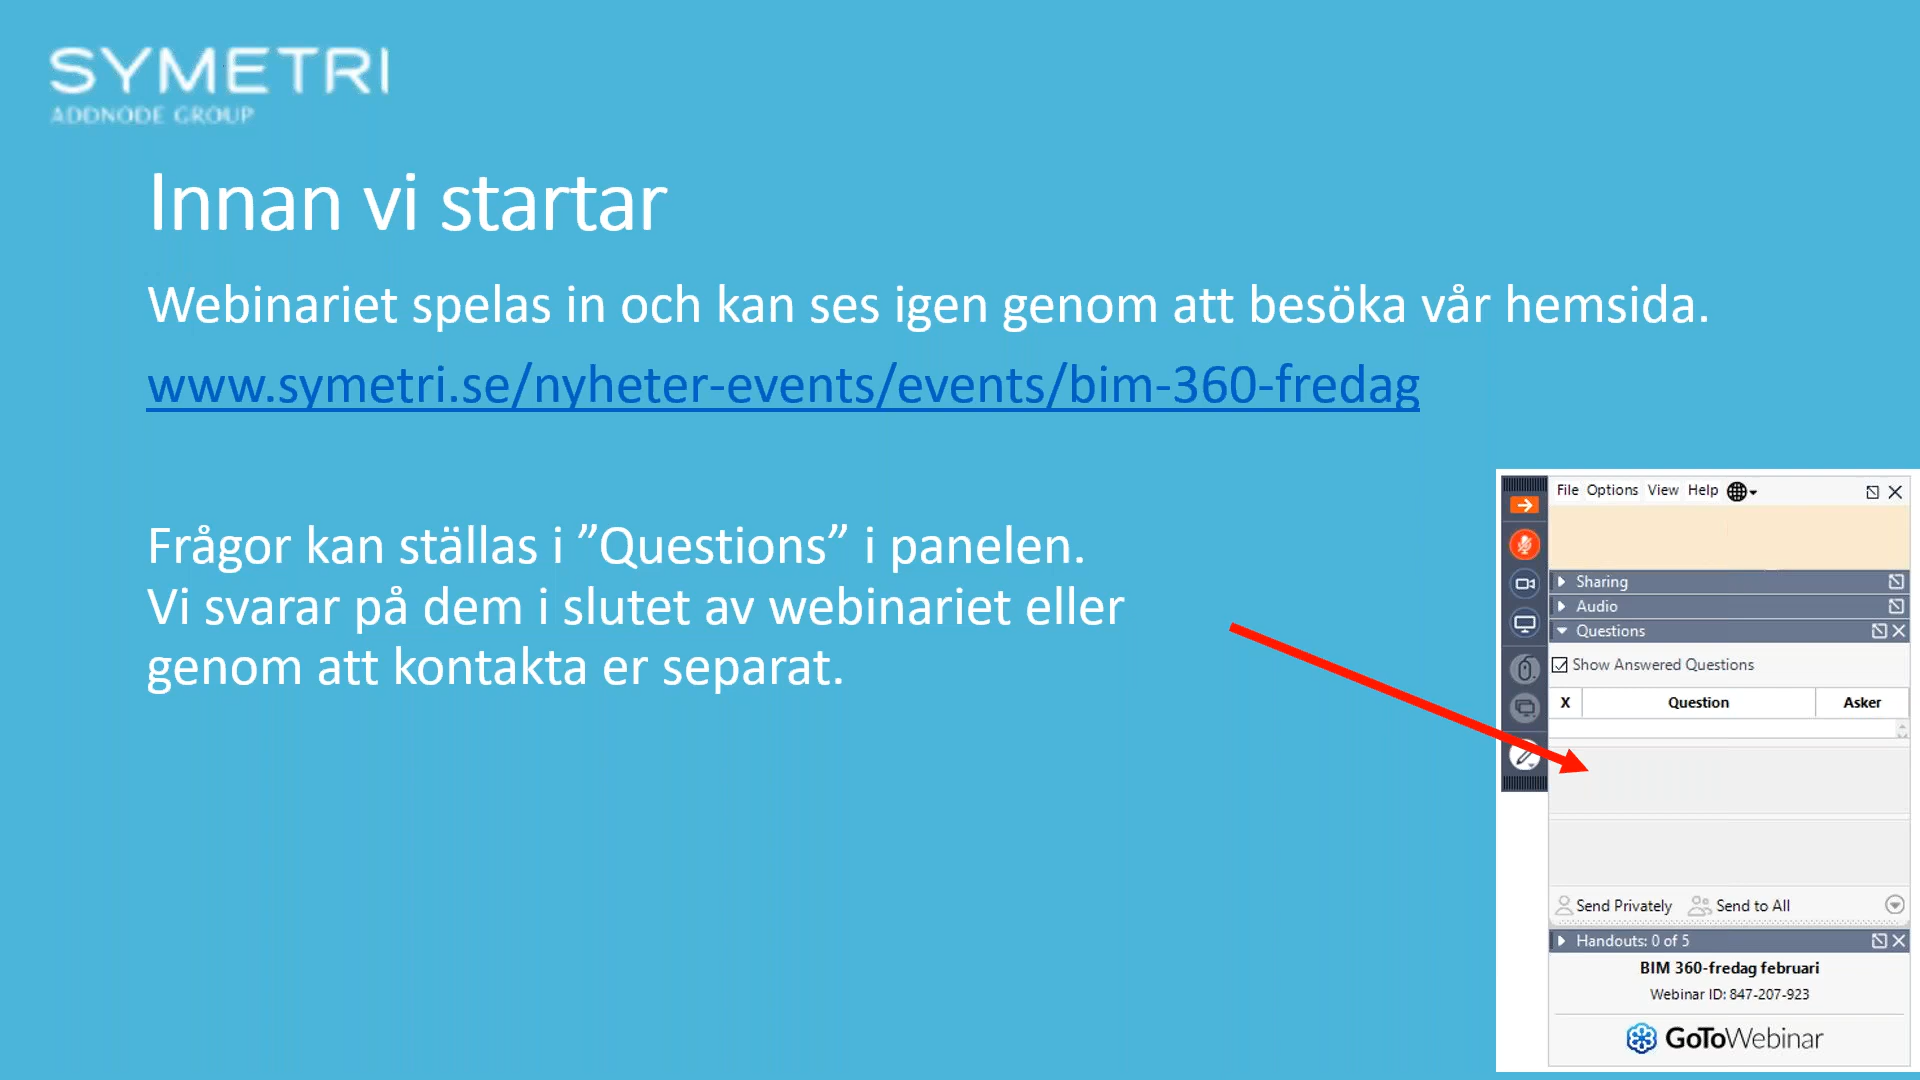 SYMETRI
ADDNODE GROUP
Innan vi startar
Webinariet spelas in och kan ses igen genom att besöka vår hemsida.
www.symetri.se/nyheter-events/events/bim-360-fredag
Frågor kan ställas i ”Questions” i panelen.
Vi svarar på dem i slutet av webinariet eller
genom att kontakta er separat.
File Options View Help
Sharing
Audio
Questions
Show Answered Questions
X Question Asker
Send Privately Send to All
Handouts: 0 of 5
BIM 360-fredag februari
Webinar ID: 847-207-923
GoToWebinar